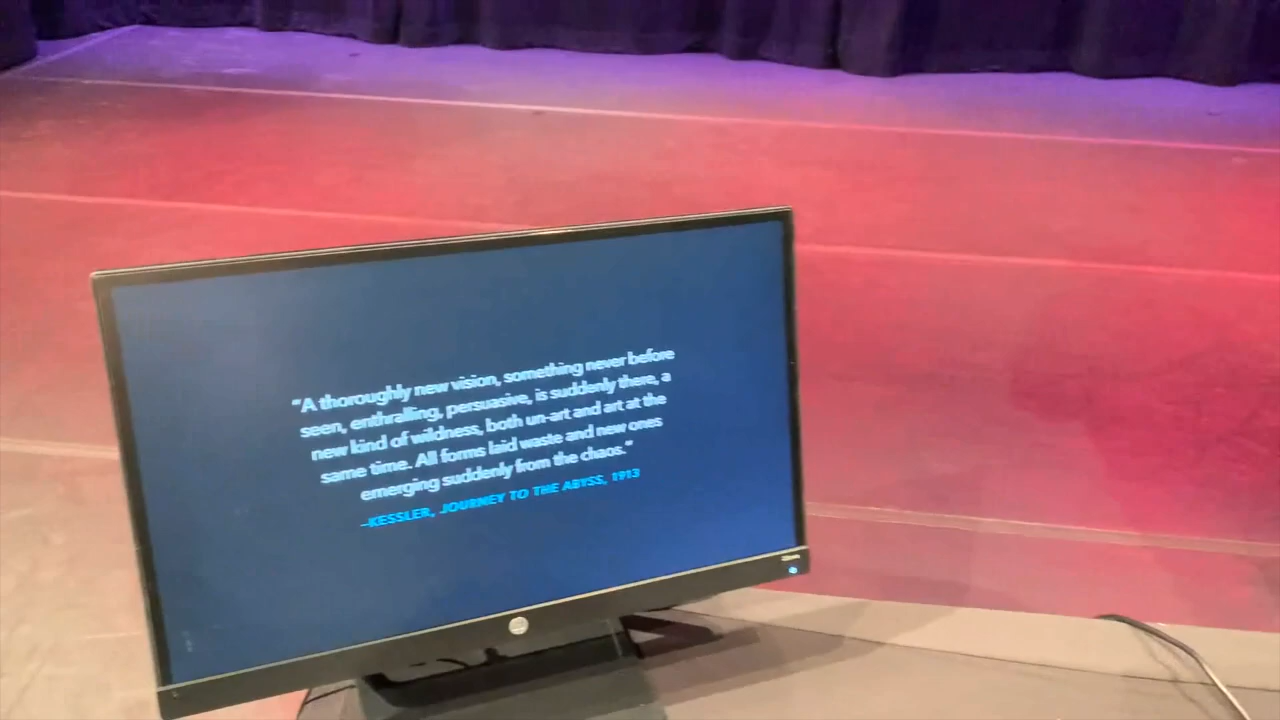 “A thoroughly new vision, something never before
seen, enthralling, persuasive, is suddenly there, a
new kind of wildness, both un-art and art at the
same time. All forms laid waste and new ones
emerging suddenly from the chaos.”
–KESSLER, JOURNEY TO THE ABYSS, 1913